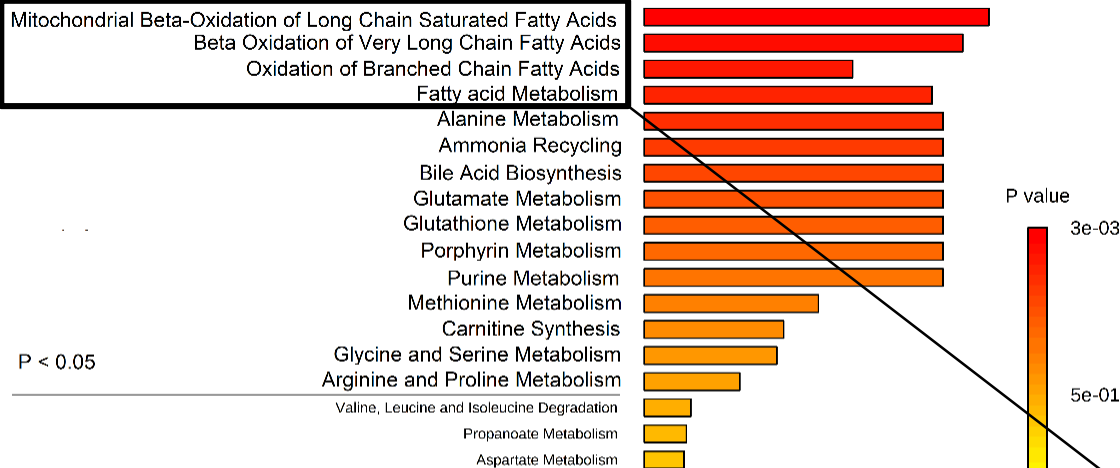 Mitochondrial Beta-Oxidation of Long Chain Saturated Fatty Acids
Beta Oxidation of Very Long Chain Fatty Acids
Oxidation of Branched Chain Fatty Acids
Fatty acid Metabolism
Alanine Metabolism
Ammonia Recycling
Bile Acid Biosynthesis
Glutamate Metabolism
Glutathione Metabolism
Porphyrin Metabolism
Purine Metabolism
Methionine Metabolism
Carnitine Synthesis
Glycine and Serine Metabolism
Arginine and Proline Metabolism
Valine, Leucine and Isoleucine Degradation
Propanoate Metabolism
Aspartate Metabolism
P < 0.05
P value
3e-03
5e-01